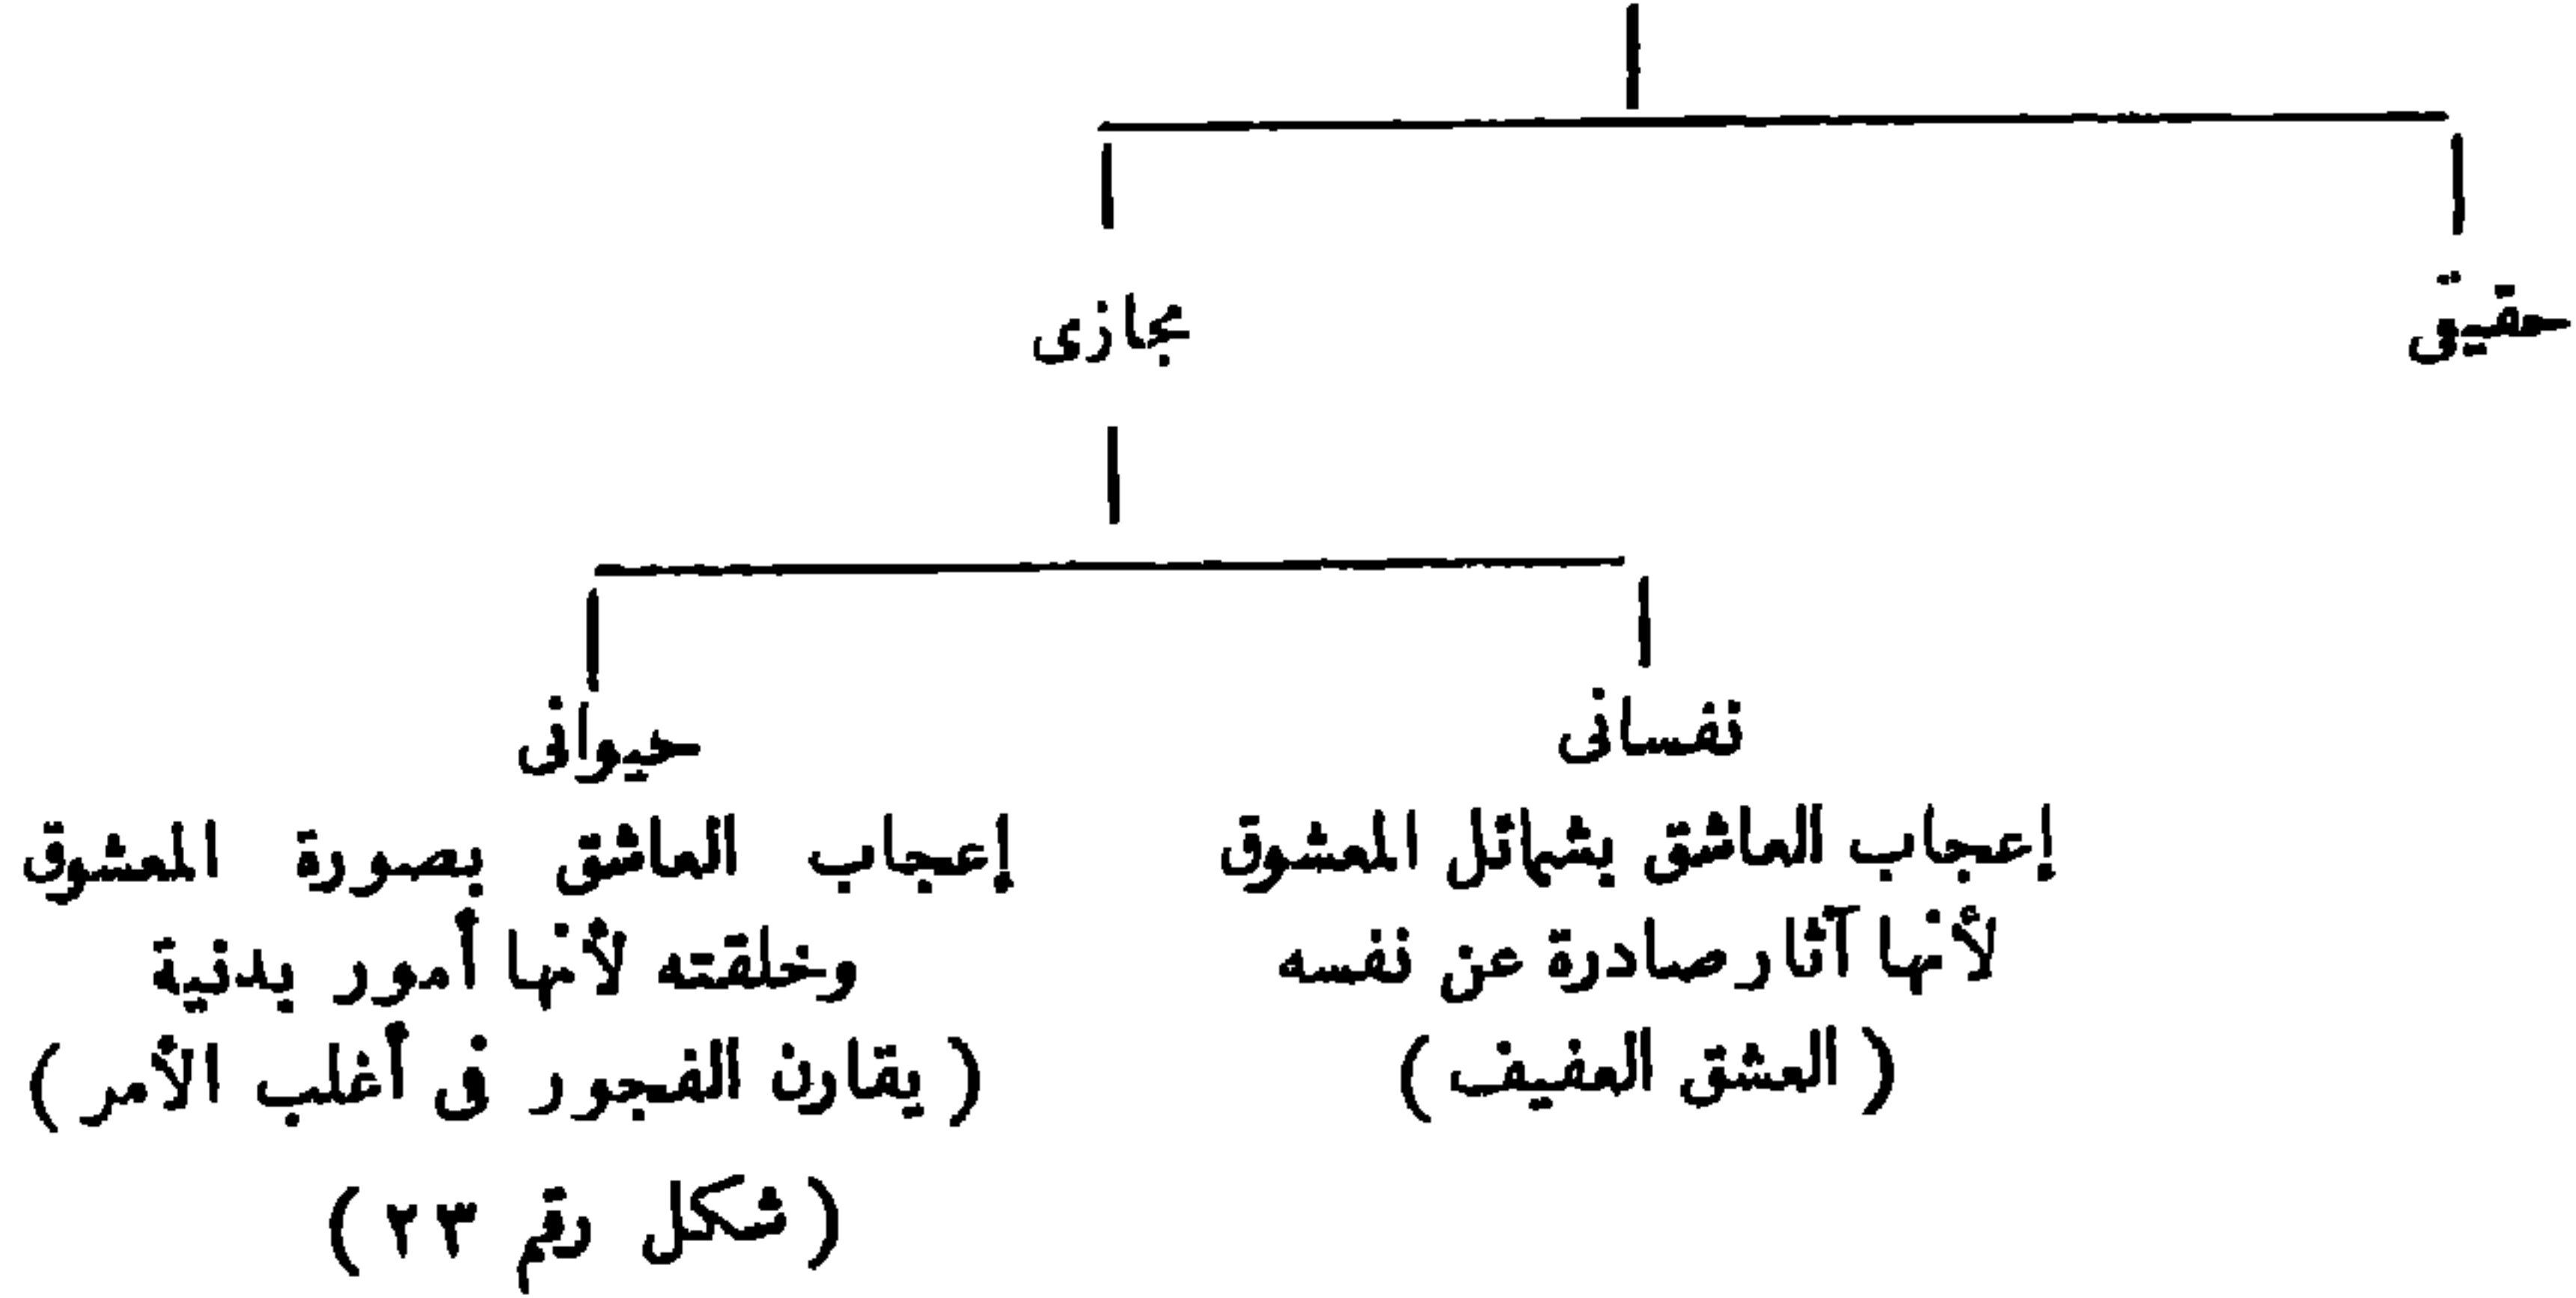 حقيقى
مجازى
نفسانى
إعجاب العاشق بشمائل المعشوق
لأنها آثار صادرة عن نفسه
( العشق العفيف )
حيوانى
إعجاب العاشق بصورة المعشوق
وخلقته لأنها أمور بدنية
( يقارن الفجور فى أغلب الأمر )
( شكل رقم ٢٣ )